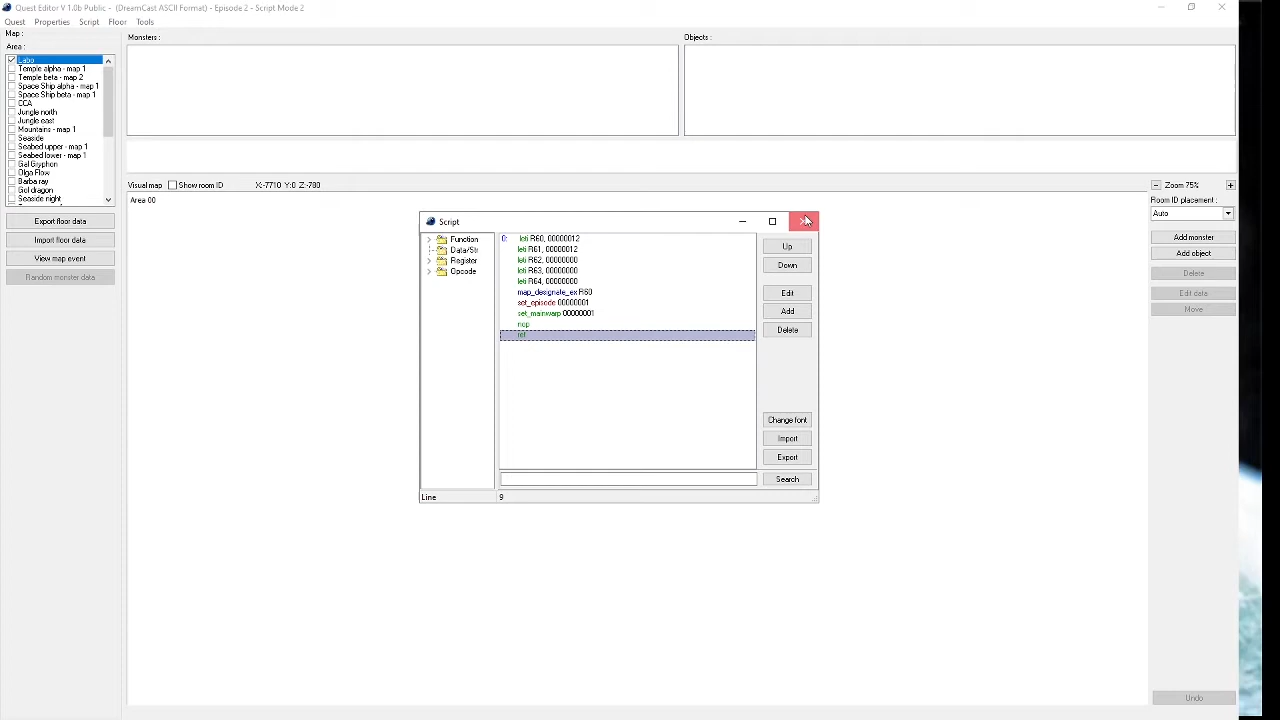 Quest Editor V 1.0b Public - (DreamCast ASCII Format) - Episode 2 - Script Mode 2
Quest Properties Script Floor Tools
Map :
Area :
Labo
Temple alpha - map 1
Temple beta - map 2
Space Ship alpha - map 1
Space Ship beta - map 1
CCA
Jungle north
Jungle east
Mountains - map 1
Seaside
Seabed upper - map 1
Seabed lower - map 1
Gal Gryphon
Olga Flow
Barba ray
Gol dragon
Seaside night
Export floor data
Import floor data
View map event
Random monster data
Monsters :
Objects :
Visual map Show room ID X:-7710 Y:0 Z:-780
Zoom 75%
Area 00
Room ID placement :
Auto
Add monster
Add object
Delete
Edit data
Move
Undo
Script
Function
Data/Str
Register
Opcode
0: leti R60, 00000012
leti R61, 00000012
leti R62, 00000000
leti R63, 00000000
leti R64, 00000000
map_designate_ex R60
set_episode 00000001
set_mainwarp 00000001
nop
ret
Up
Down
Edit
Add
Delete
Change font
Import
Export
Search
Line 9